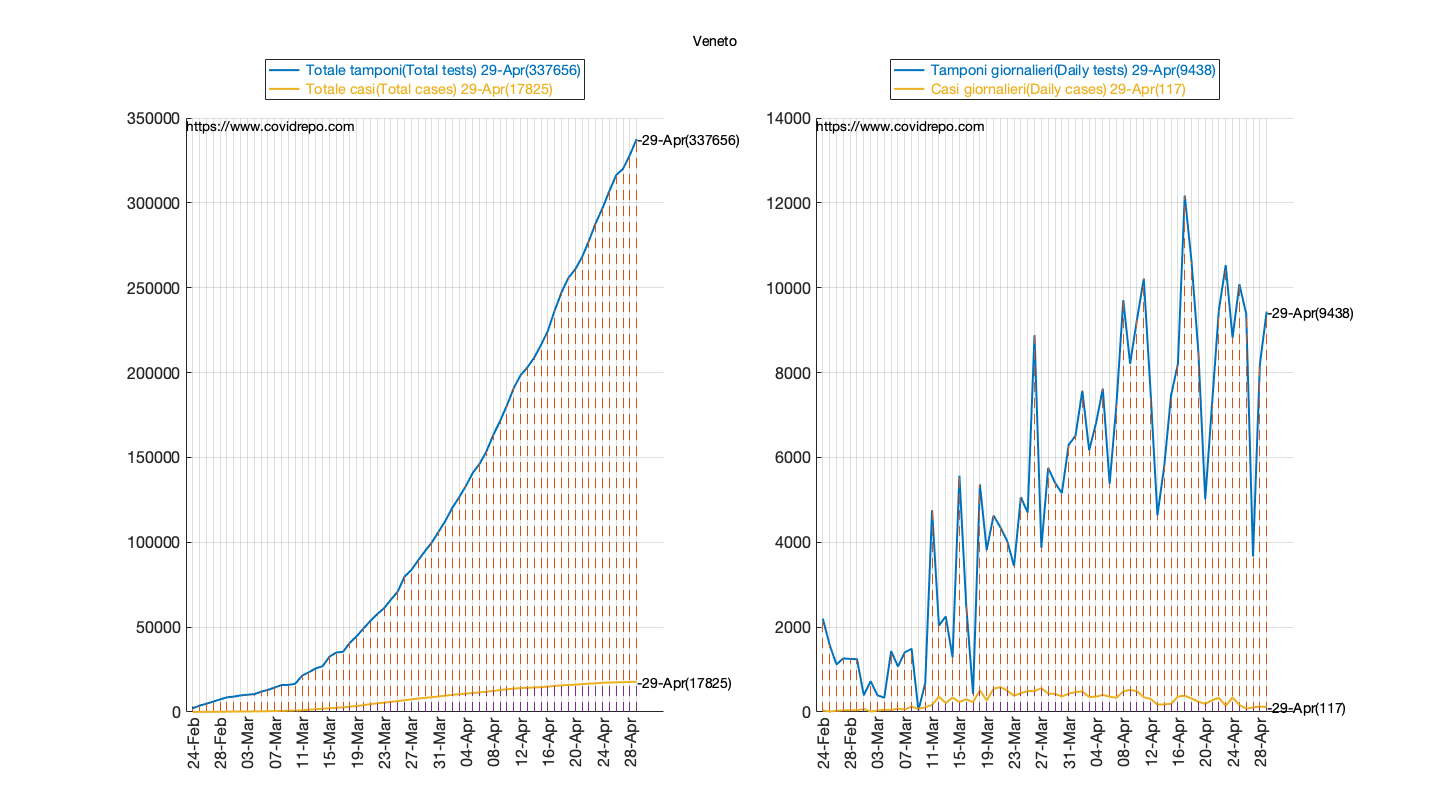 Veneto
Totale tamponi(Total tests) 29-Apr(337656)
Totale casi(Total cases) 29-Apr(17825)
350000
300000
250000
200000
150000
100000
50000
0
https://www.covidrepo.com
-29-Apr(337656)
-29-Apr(17825)
24-Feb
28-Feb
03-Mar
07-Mar
11-Mar
15-Mar
19-Mar
23-Mar
27-Mar
31-Mar
04-Apr
08-Apr
12-Apr
16-Apr
20-Apr
24-Apr
28-Apr
Tamponi giornalieri(Daily tests) 29-Apr(9438)
Casi giornalieri(Daily cases) 29-Apr(117)
14000
12000
10000
8000
6000
4000
2000
0
https://www.covidrepo.com
-29-Apr(9438)
-29-Apr(117)
24-Feb
28-Feb
03-Mar
07-Mar
11-Mar
15-Mar
19-Mar
23-Mar
27-Mar
31-Mar
04-Apr
08-Apr
12-Apr
16-Apr
20-Apr
24-Apr
28-Apr